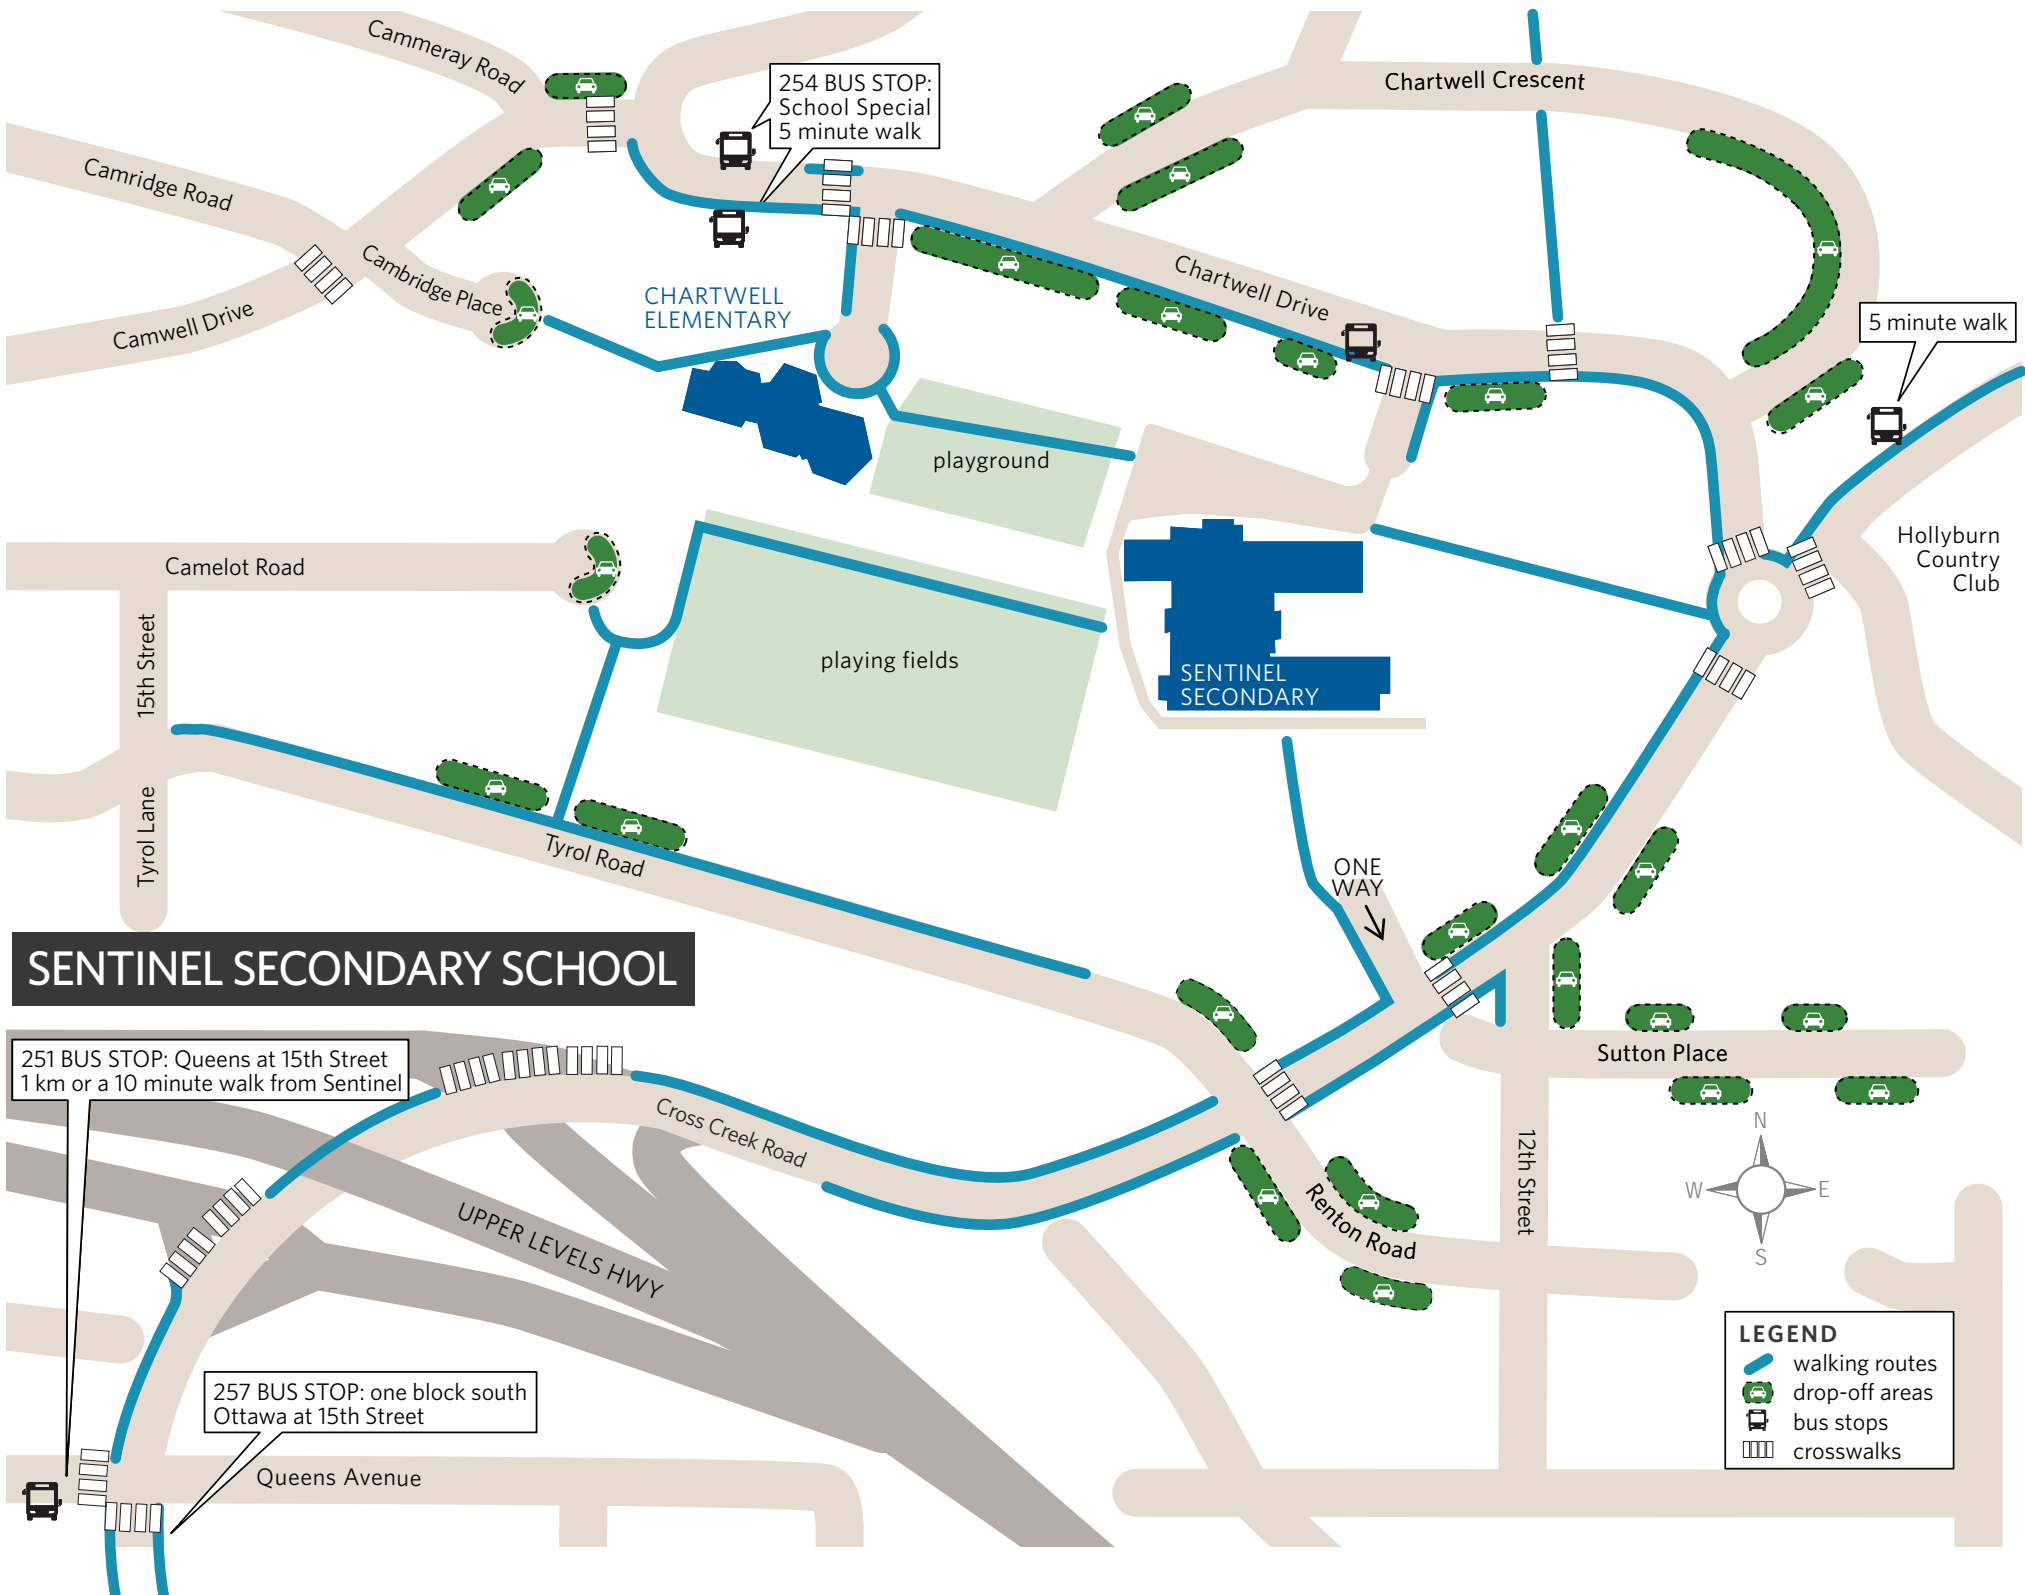 Cammeray Road
254 BUS STOP:
School Special
5 minute walk
Chartwell Crescent
Camridge Road
Cambridge Place
Camwell Drive
CHARTWELL
ELEMENTARY
Chartwell Drive
5 minute walk
playground
Hollyburn
Country
Club
Camelot Road
15th Street
playing fields
SENTINEL
SECONDARY
Tyrol Lane
Tyrol Road
ONE
WAY
SENTINEL SECONDARY SCHOOL
251 BUS STOP: Queens at 15th Street
1 km or a 10 minute walk from Sentinel
Sutton Place
Cross Creek Road
12th Street
N
W
E
S
UPPER LEVELS HWY
Renton Road
257 BUS STOP: one block south
Ottawa at 15th Street
Queens Avenue
LEGEND
walking routes
drop-off areas
bus stops
crosswalks